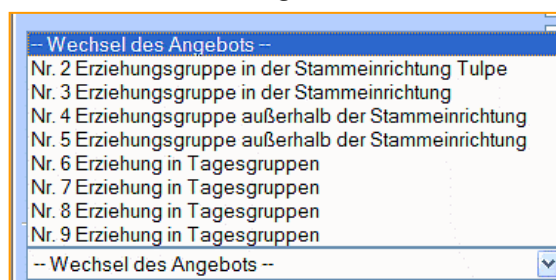 -- Wechsel des Angebots --
Nr. 2 Erziehungsgruppe in der Stammeinrichtung Tulpe
Nr. 3 Erziehungsgruppe in der Stammeinrichtung
Nr. 4 Erziehungsgruppe außerhalb der Stammeinrichtung
Nr. 5 Erziehungsgruppe außerhalb der Stammeinrichtung
Nr. 6 Erziehung in Tagesgruppen
Nr. 7 Erziehung in Tagesgruppen
Nr. 8 Erziehung in Tagesgruppen
Nr. 9 Erziehung in Tagesgruppen
-- Wechsel des Angebots --